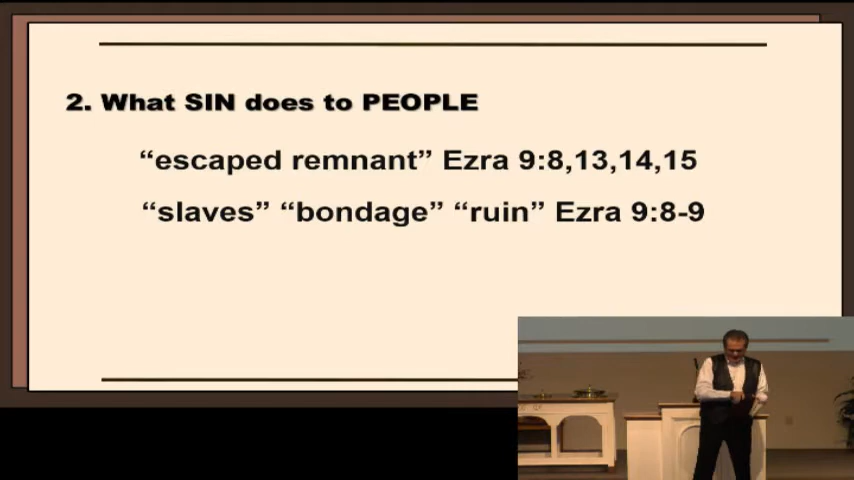 2. What SIN does to PEOPLE
“escaped remnant” Ezra 9:8,13,14,15
“slaves” “bondage” “ruin” Ezra 9:8-9